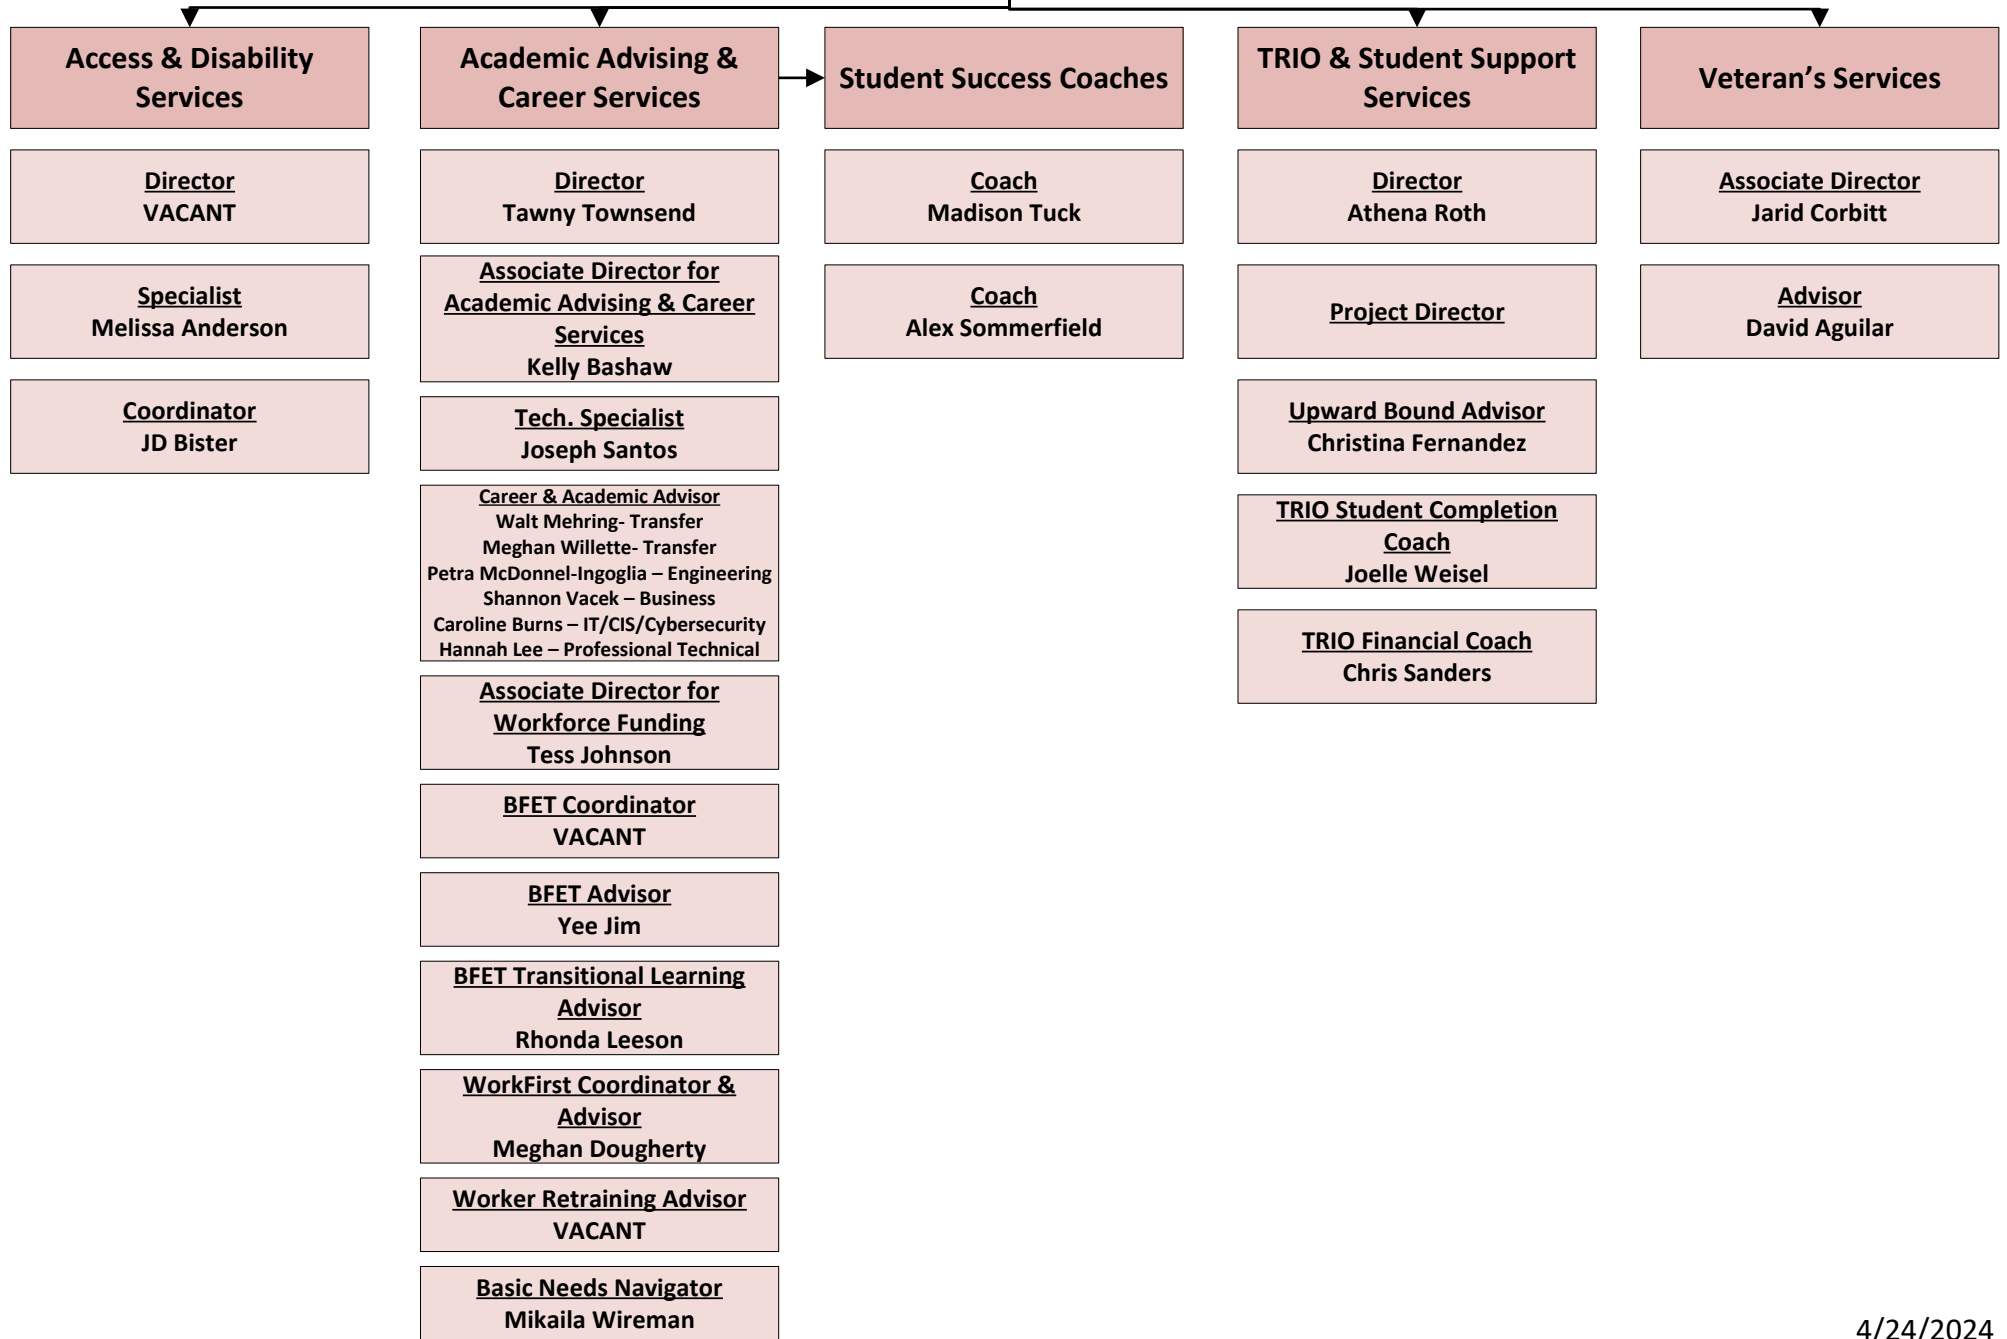 Access & Disability
Services
Director
VACANT
Specialist
Melissa Anderson
Coordinator
JD Bister
Academic Advising &
Career Services
Director
Tawny Townsend
Associate Director for
Academic Advising & Career
Services
Kelly Bashaw
Tech. Specialist
Joseph Santos
Career & Academic Advisor
Walt Mehring- Transfer
Meghan Willette- Transfer
Petra McDonnel-Ingoglia – Engineering
Shannon Vacek – Business
Caroline Burns – IT/CIS/Cybersecurity
Hannah Lee – Professional Technical
Associate Director for
Workforce Funding
Tess Johnson
BFET Coordinator
VACANT
BFET Advisor
Yee Jim
BFET Transitional Learning
Advisor
Rhonda Leeson
WorkFirst Coordinator &
Advisor
Meghan Dougherty
Worker Retraining Advisor
VACANT
Basic Needs Navigator
Mikaila Wireman
Student Success Coaches
Coach
Madison Tuck
Coach
Alex Sommerfield
TRIO & Student Support
Services
Director
Athena Roth
Project Director
Upward Bound Advisor
Christina Fernandez
TRIO Student Completion
Coach
Joelle Weisel
TRIO Financial Coach
Chris Sanders
Veteran’s Services
Associate Director
Jarid Corbitt
Advisor
David Aguilar
4/24/2024